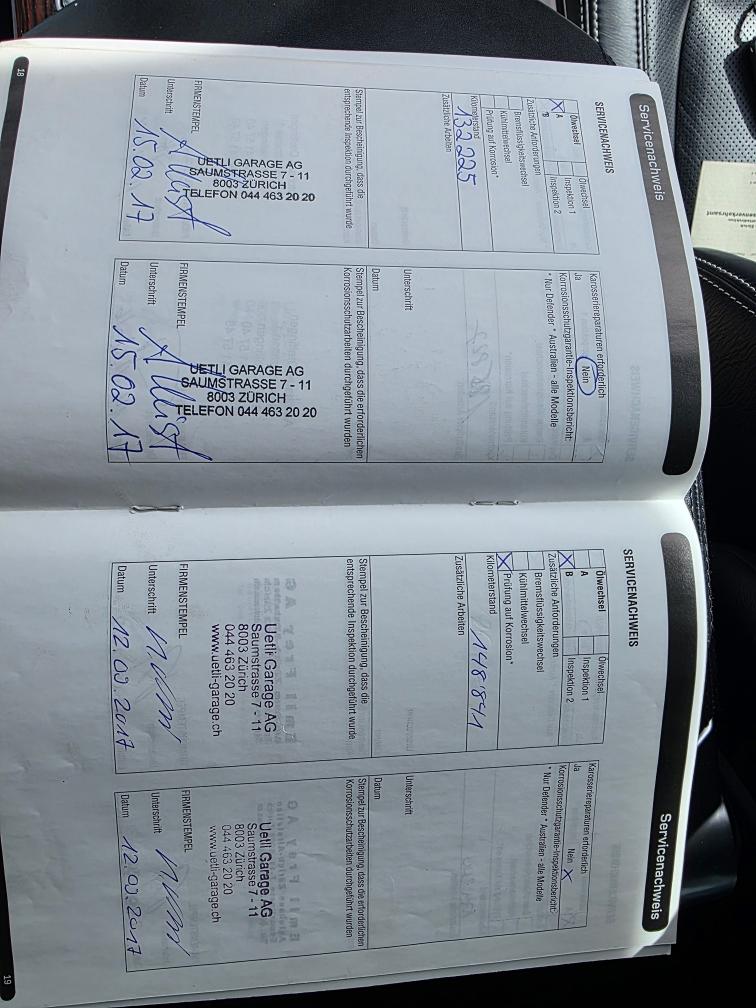 Servicenachweis
SERVICENACHWEIS
Ölwechsel
Ölwechsel
X A
Inspektion 1
*B
Inspektion 2
Zusätzliche Anforderungen
Bremsflüssigkeitswechsel
Kühlmittelwechsel
Prüfung auf Korrosion*
Kilometerstand
132225
Zusätzliche Arbeiten
Stempel zur Bescheinigung, dass die
entsprechende Inspektion durchgeführt wurde
UETLI GARAGE AG
SAUMSTRASSE 7 - 11
8003 ZÜRICH
TELEFON 044 463 20 20
FIRMENSTEMPEL
Unterschrift
Datum
15.02.17
18
Karosseriereparaturen erforderlich
Ja
Nein
Korrosionsschutzgarantie-Inspektionsbericht:
* Nur Defender * Australien - alle Modelle
Unterschrift
Datum
Stempel zur Bescheinigung, dass die erforderlichen
Korrosionsschutzarbeiten durchgeführt wurden
UETLI GARAGE AG
SAUMSTRASSE 7 - 11
8003 ZÜRICH
TELEFON 044 463 20 20
FIRMENSTEMPEL
Unterschrift
Datum
15.02.17
Servicenachweis
SERVICENACHWEIS
Ölwechsel
Ölwechsel
A
Inspektion 1
X B
Inspektion 2
Zusätzliche Anforderungen
Bremsflüssigkeitswechsel
Kühlmittelwechsel
X Prüfung auf Korrosion*
Kilometerstand
148841
Zusätzliche Arbeiten
Stempel zur Bescheinigung, dass die
entsprechende Inspektion durchgeführt wurde
Uetli Garage AG
Saumstrasse 7 - 11
8003 Zürich
044 463 20 20
www.uetli-garage.ch
FIRMENSTEMPEL
Unterschrift
Datum
12.09.2017
Karosseriereparaturen erforderlich
Ja
Nein X
Korrosionsschutzgarantie-Inspektionsbericht:
* Nur Defender * Australien - alle Modelle
Unterschrift
Datum
Stempel zur Bescheinigung, dass die erforderlichen
Korrosionsschutzarbeiten durchgeführt wurden
Uetli Garage AG
Saumstrasse 7 - 11
8003 Zürich
044 463 20 20
www.uetli-garage.ch
FIRMENSTEMPEL
Unterschrift
Datum
12.09.2017
19